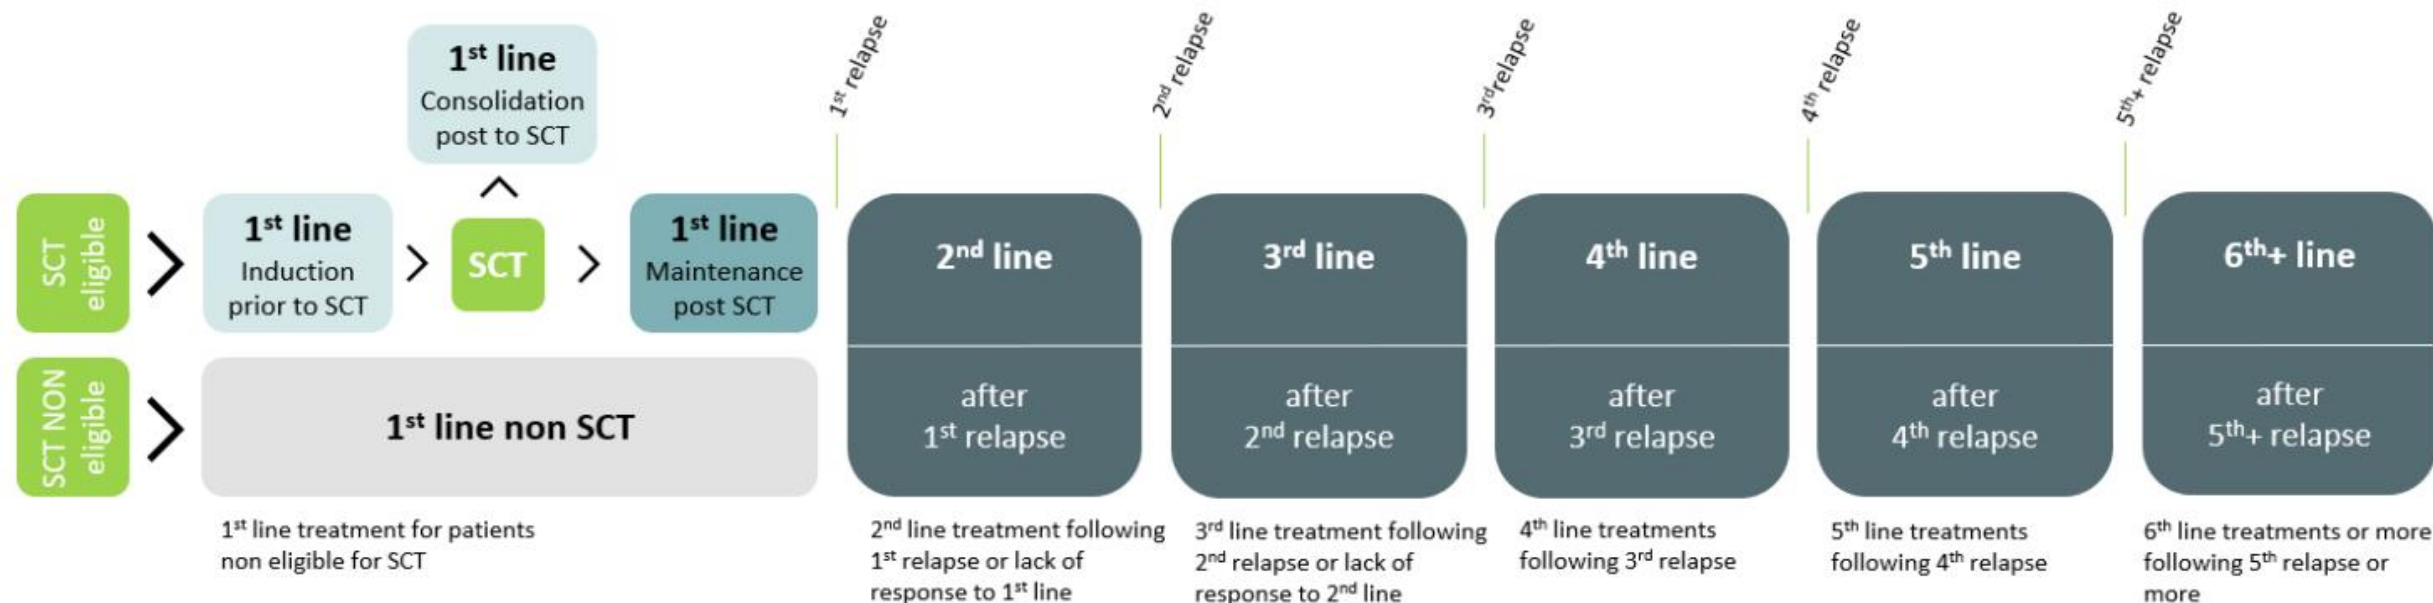 1st line
Consolidation
post to SCT
1st relapse
2nd relapse
3rd relapse
4th relapse
5th+ relapse
SCT
eligible
1st line
Induction
prior to SCT
SCT
1st line
Maintenance
post SCT
2nd line
3rd line
4th line
5th line
6th+ line
SCT NON
eligible
1st line non SCT
after
1st relapse
after
2nd relapse
after
3rd relapse
after
4th relapse
after
5th+ relapse
1st line treatment for patients
non eligible for SCT
2nd line treatment following
1st relapse or lack of
response to 1st line
3rd line treatment following
2nd relapse or lack of
response to 2nd line
4th line treatments
following 3rd relapse
5th line treatments
following 4th relapse
6th line treatments or more
following 5th relapse or
more